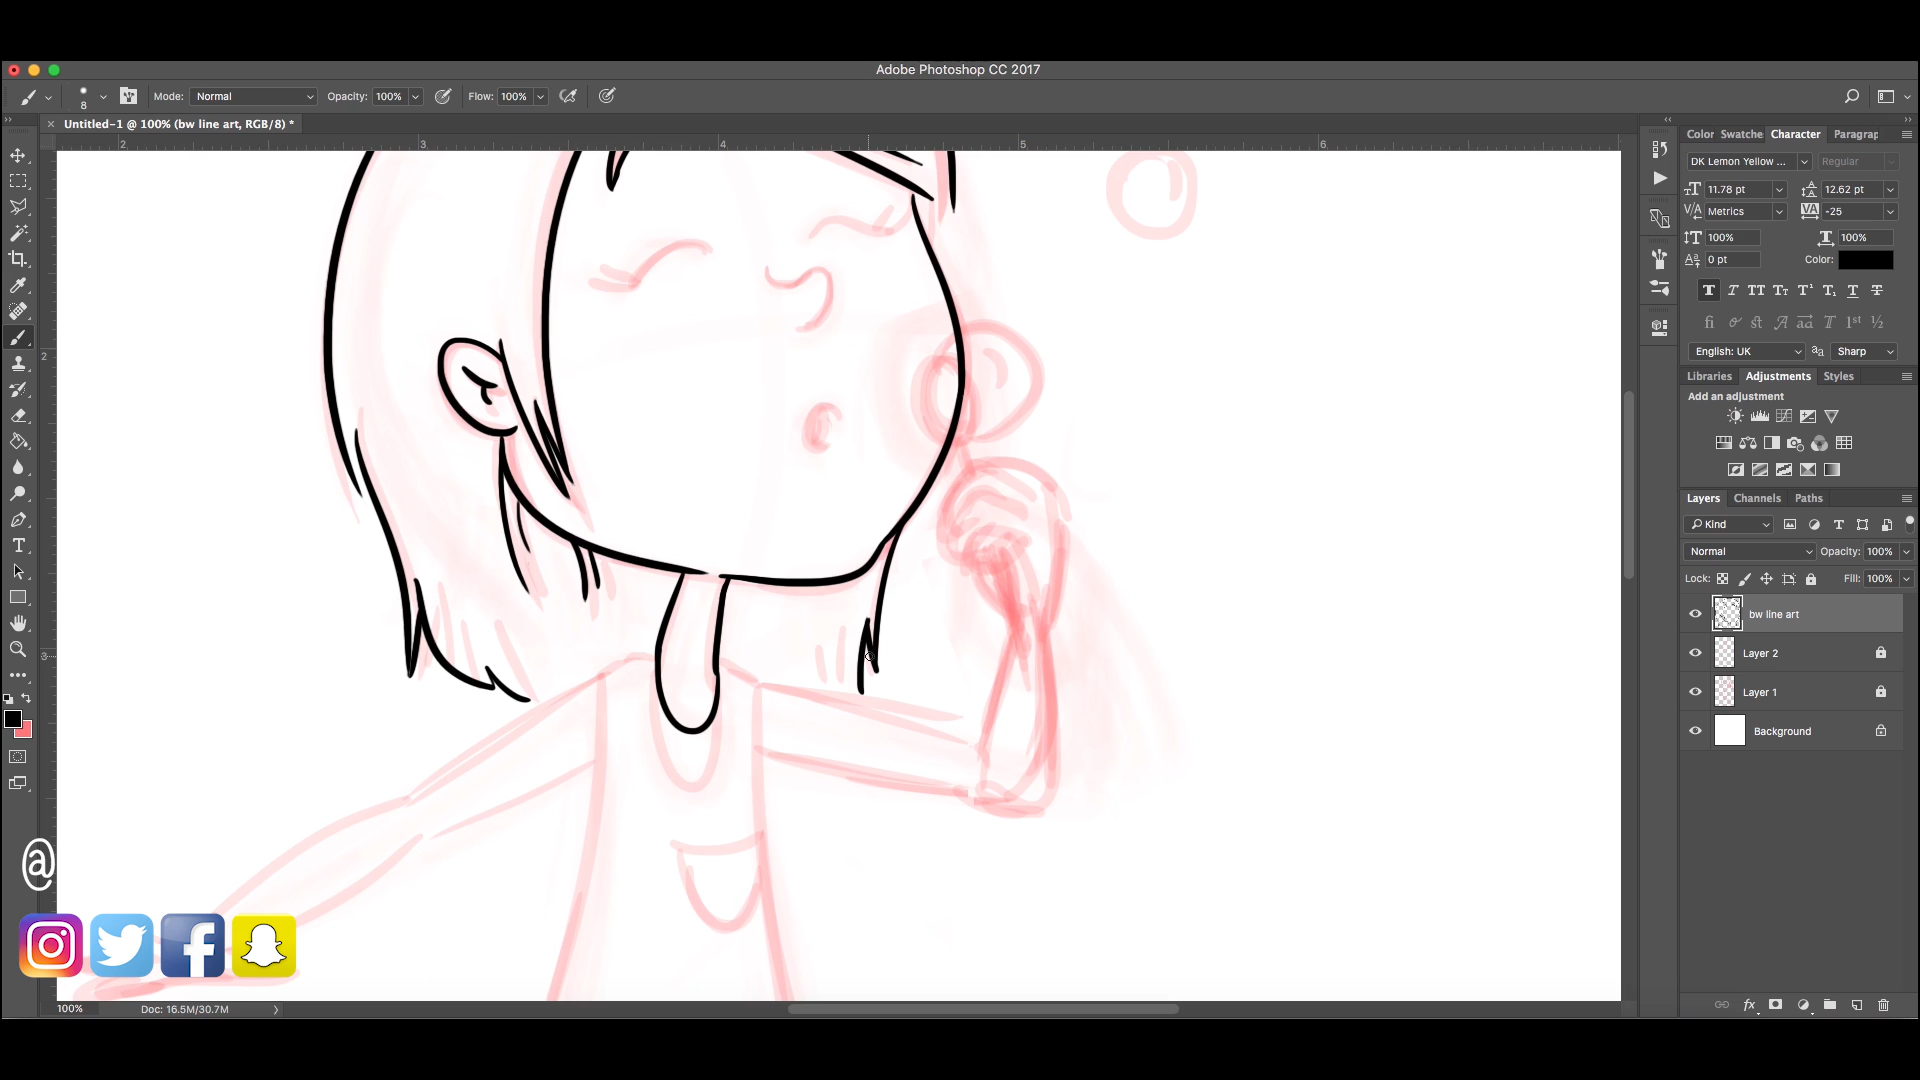 Adobe Photoshop CC 2017
8 Mode: Normal Opacity: 100% Flow: 100%
Untitled-1 @ 100% (bw line art, RGB/8) *
2 3 4 5 6
2
3
Color Swatche Character Paragrap
DK Lemon Yellow ... Regular
11.78 pt 12.62 pt
Metrics -25
100% 100%
0 pt Color:
English: UK aa Sharp
Libraries Adjustments Styles
Add an adjustment
Layers Channels Paths
Kind
Normal Opacity: 100%
Lock: Fill: 100%
bw line art
Layer 2
Layer 1
Background
@
100% Doc: 16.5M/30.7M